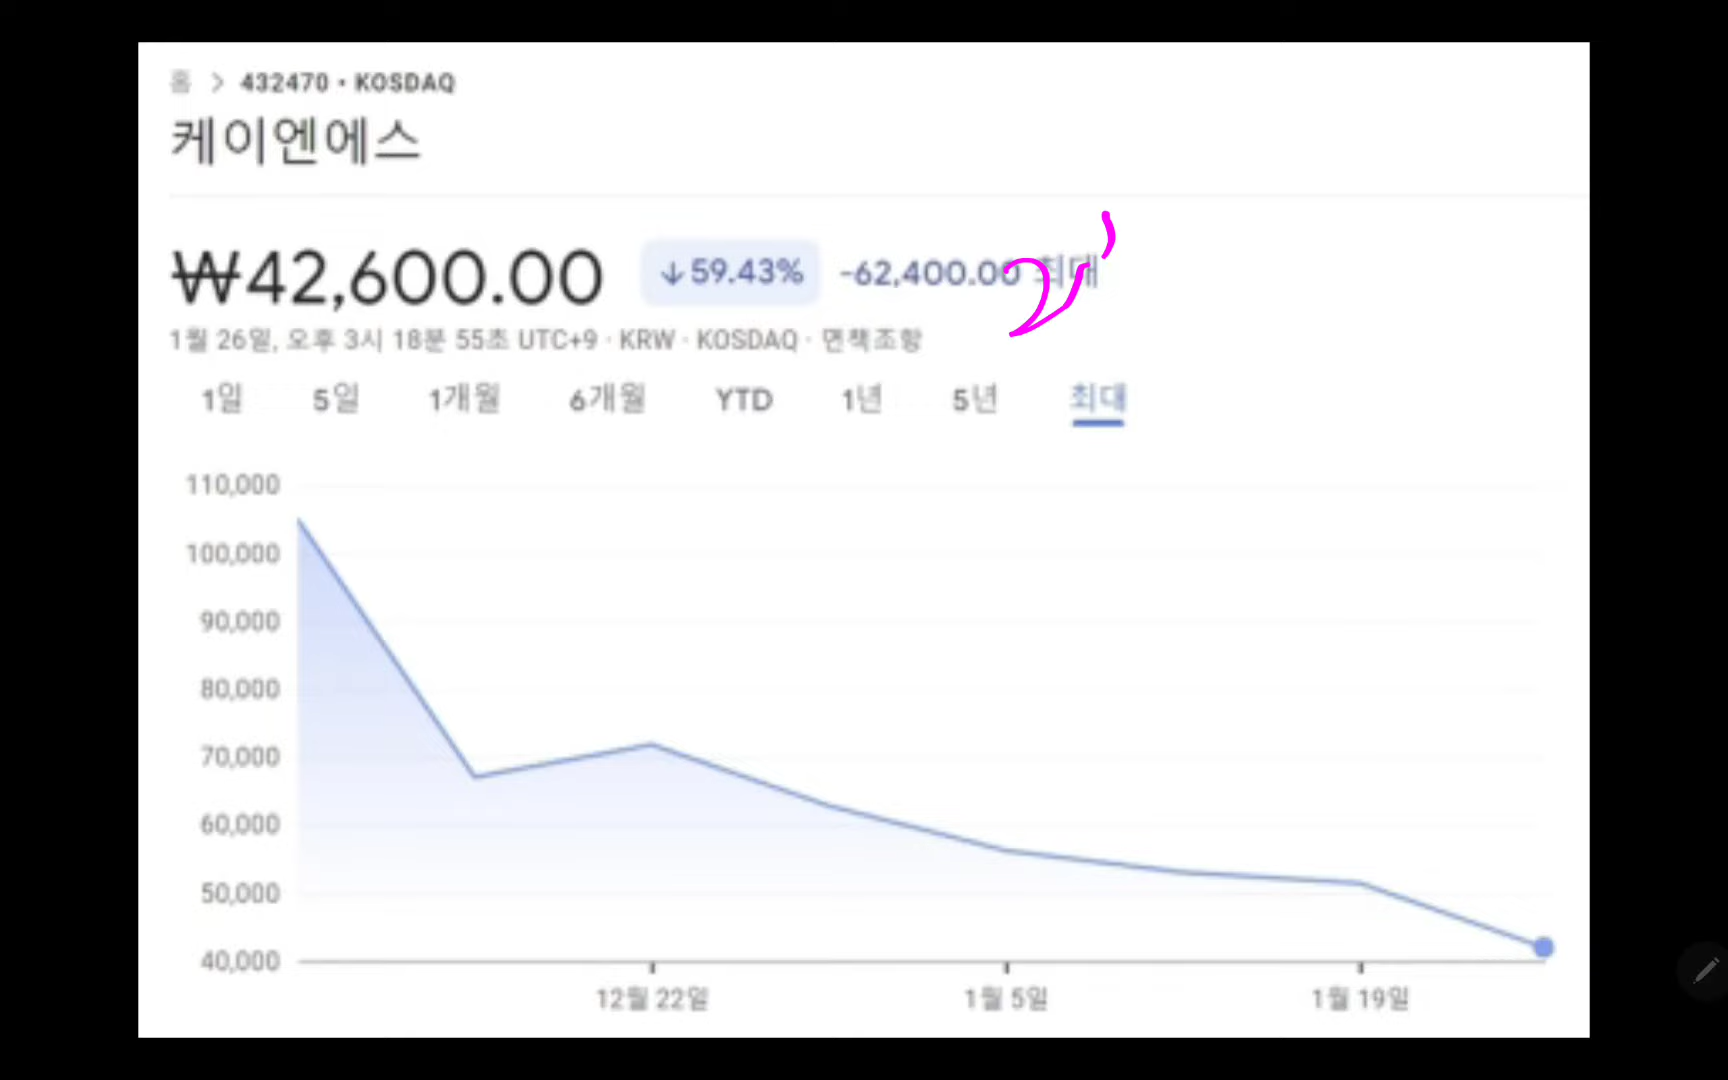 홈 > 432470 • KOSDAQ
케이엔에스
₩42,600.00 ↓59.43% -62,400.00 최대
1월 26일, 오후 3시 18분 55초 UTC+9 · KRW · KOSDAQ · 면책조항
1일 5일 1개월 6개월 YTD 1년 5년 최대
110,000
100,000
90,000
80,000
70,000
60,000
50,000
40,000
12월 22일 1월 5일 1월 19일